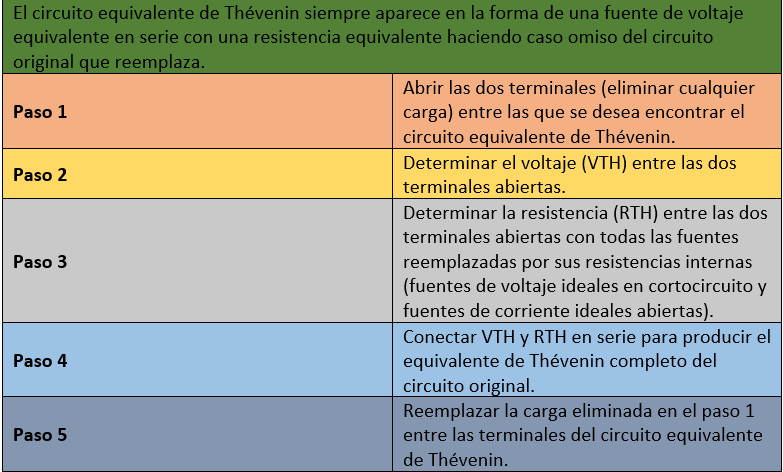 El circuito equivalente de Thévenin siempre aparece en la forma de una fuente de voltaje
equivalente en serie con una resistencia equivalente haciendo caso omiso del circuito
original que reemplaza.
Paso 1
Abrir las dos terminales (eliminar cualquier
carga) entre las que se desea encontrar el
circuito equivalente de Thévenin.
Paso 2
Determinar el voltaje (VTH) entre las dos
terminales abiertas.
Paso 3
Determinar la resistencia (RTH) entre las dos
terminales abiertas con todas las fuentes
reemplazadas por sus resistencias internas
(fuentes de voltaje ideales en cortocircuito y
fuentes de corriente ideales abiertas).
Paso 4
Conectar VTH y RTH en serie para producir el
equivalente de Thévenin completo del
circuito original.
Paso 5
Reemplazar la carga eliminada en el paso 1
entre las terminales del circuito equivalente
de Thévenin.